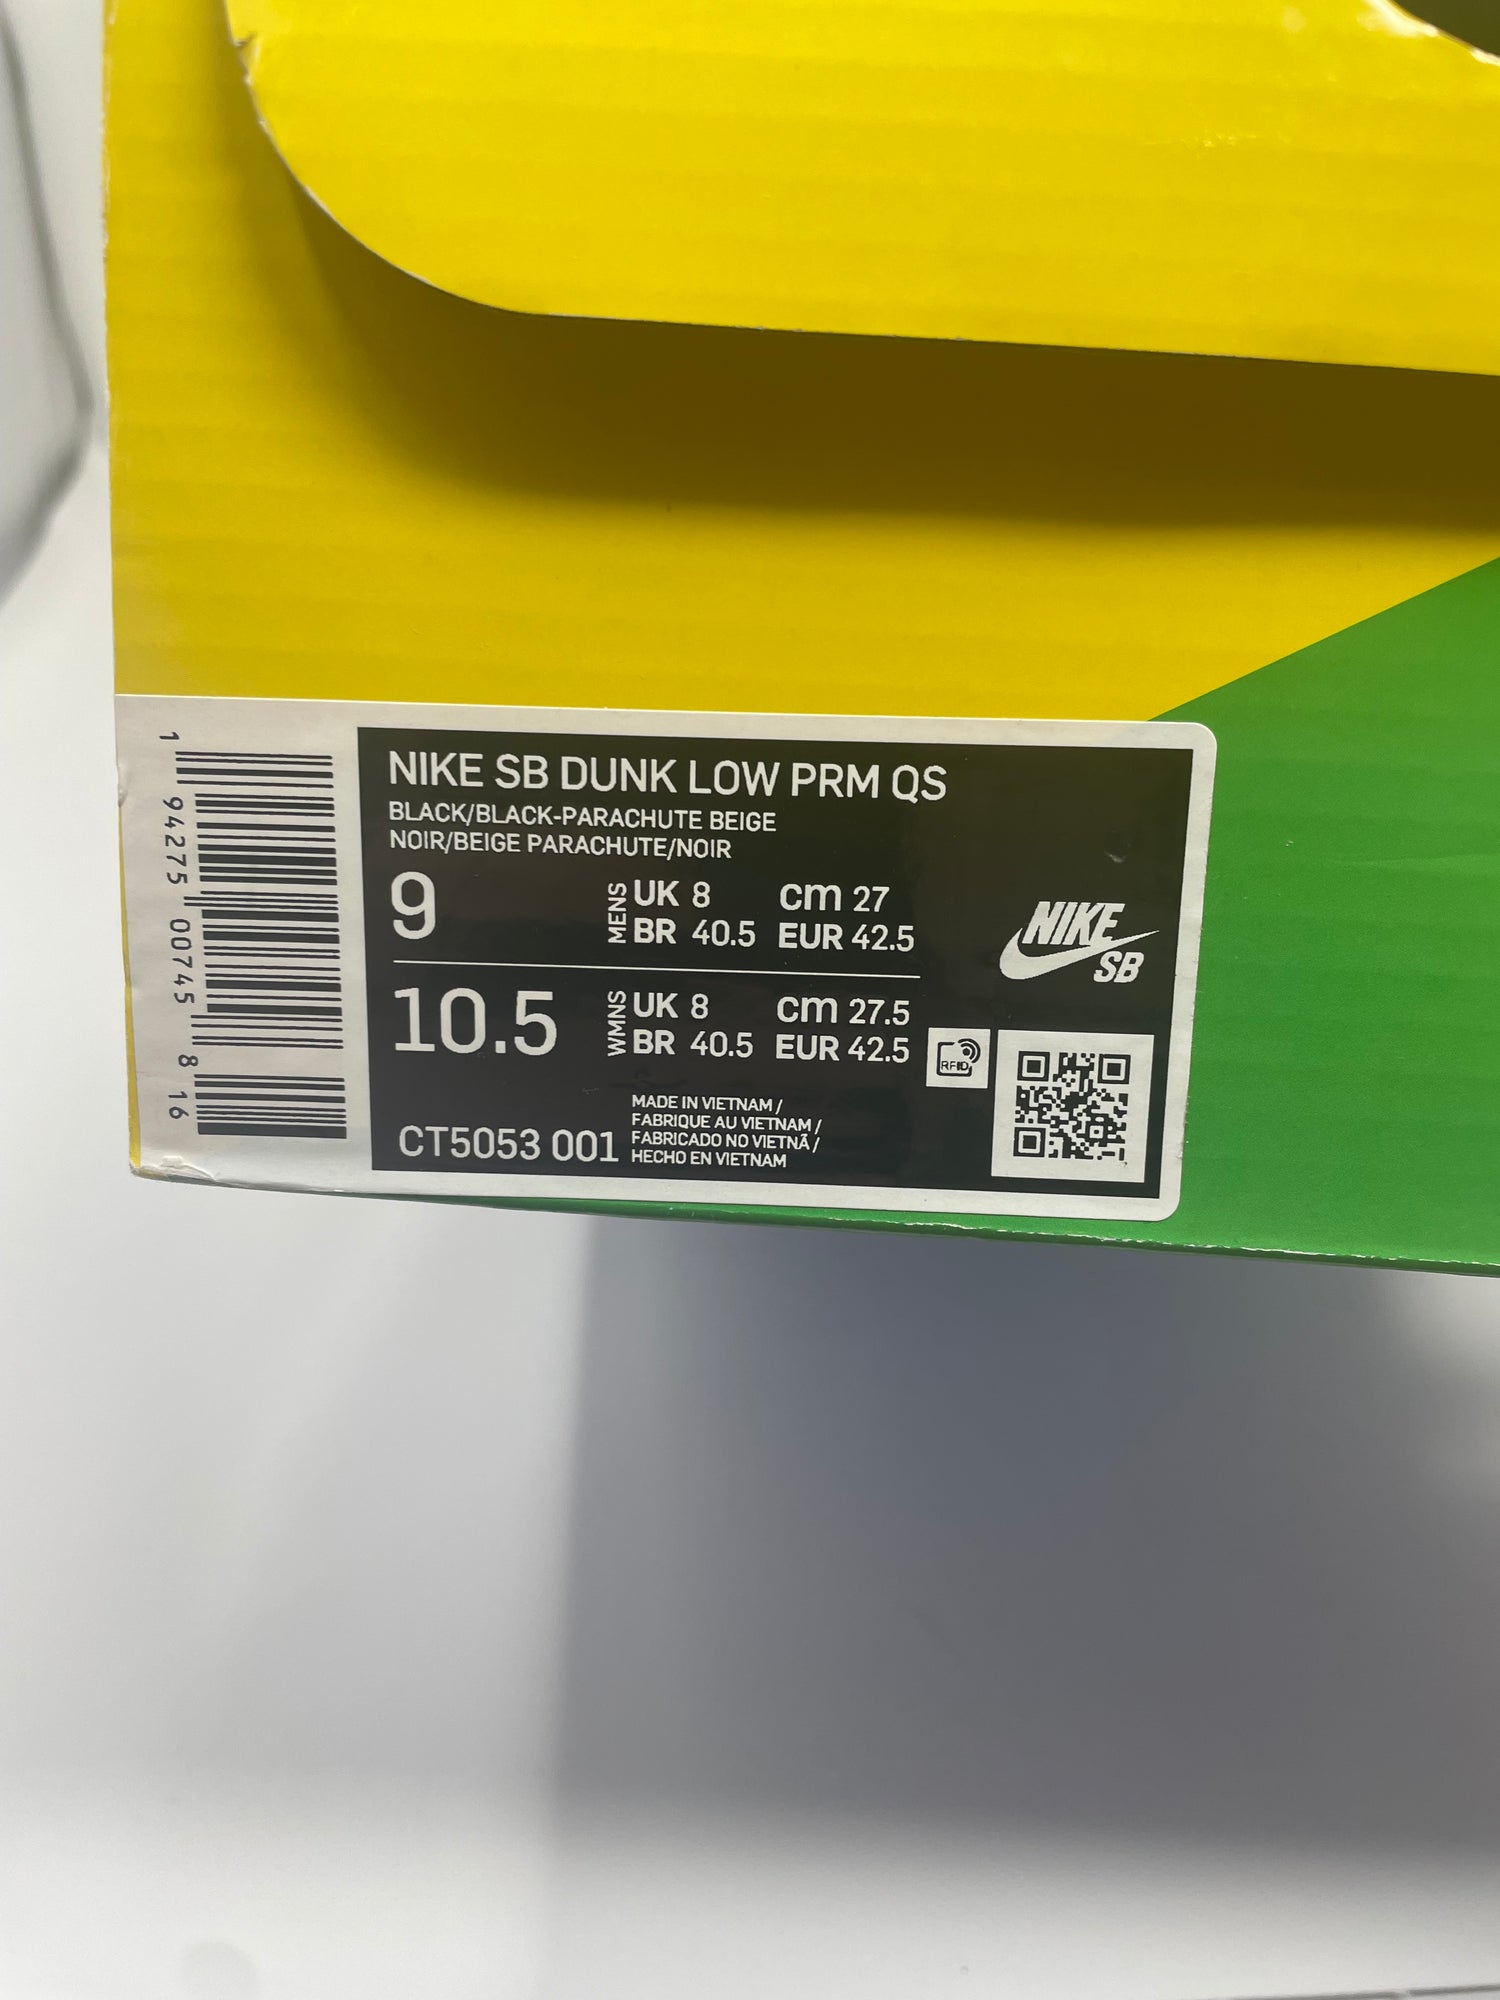 NIKE SB DUNK LOW PRM QS
BLACK/BLACK-PARACHUTE BEIGE
NOIR/BEIGE PARACHUTE/NOIR
9 MENS UK 8 cm 27
BR 40.5 EUR 42.5
10.5 WMNS UK 8 cm 27.5
BR 40.5 EUR 42.5
MADE IN VIETNAM /
FABRIQUE AU VIETNAM /
FABRICADO NO VIETNÃ /
HECHO EN VIETNAM
CT5053 001
NIKE
SB
RFID
1 94275 00745 8 16